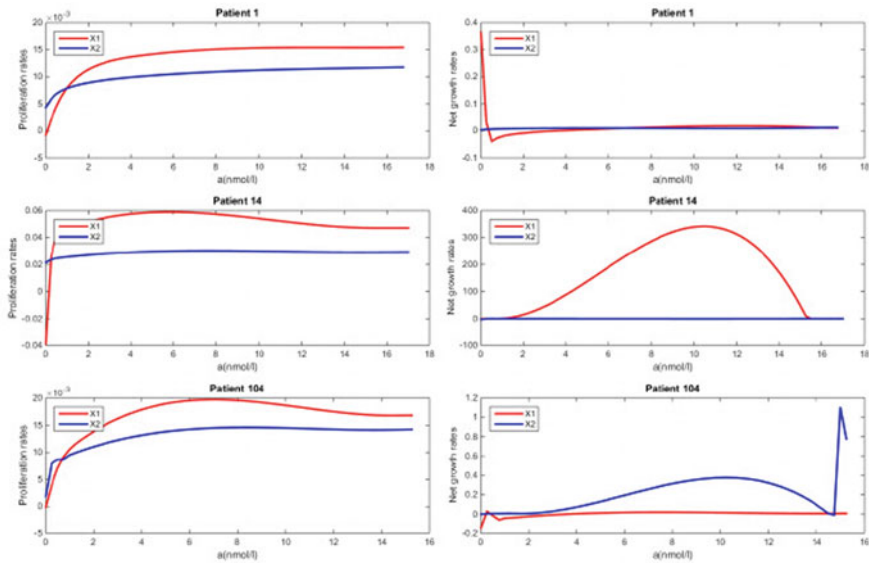 Patient 1
×10⁻³
20
15
10
5
0
-5
Proliferation rates
X1
X2
0 2 4 6 8 10 12 14 16 18
a(nmol/l)
Patient 1
0.4
0.3
0.2
0.1
0
-0.1
Net growth rates
X1
X2
0 2 4 6 8 10 12 14 16 18
a(nmol/l)
Patient 14
0.06
0.04
0.02
0
-0.02
-0.04
Proliferation rates
X1
X2
0 2 4 6 8 10 12 14 16 18
a(nmol/l)
Patient 14
400
300
200
100
0
-100
Net growth rates
X1
X2
0 2 4 6 8 10 12 14 16 18
a(nmol/l)
Patient 104
×10⁻³
20
15
10
5
0
-5
Proliferation rates
X1
X2
0 2 4 6 8 10 12 14 16
a(nmol/l)
Patient 104
1.2
1
0.8
0.6
0.4
0.2
0
-0.2
Net growth rates
X1
X2
0 2 4 6 8 10 12 14 16
a(nmol/l)